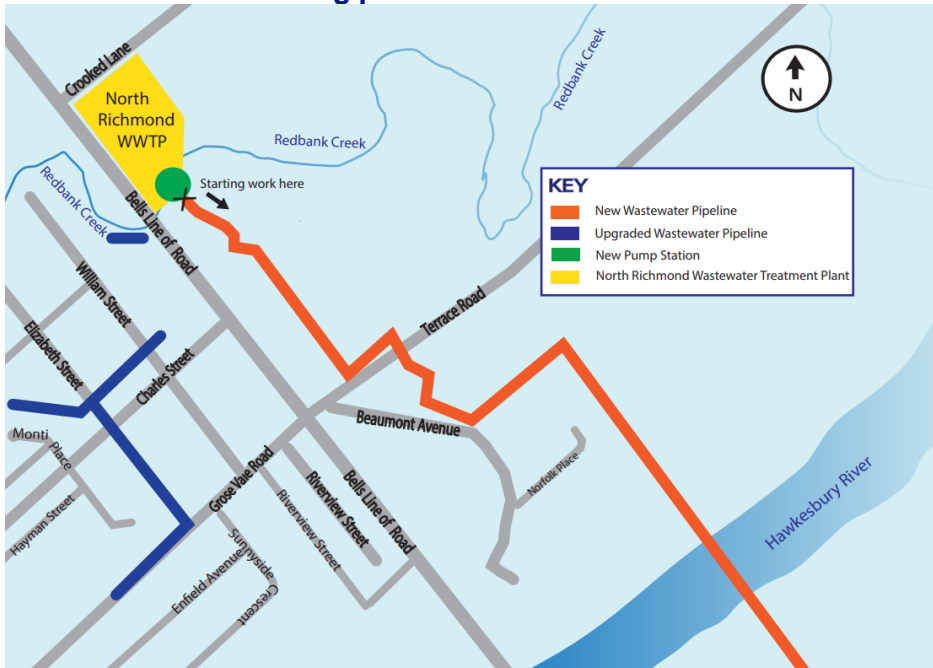 Crooked Lane
North
Richmond
WWTP
Redbank Creek
Redbank Creek
N
Redbank Creek
Starting work here
Bells Line of Road
KEY
New Wastewater Pipeline
Upgraded Wastewater Pipeline
New Pump Station
North Richmond Wastewater Treatment Plant
William Street
Elizabeth Street
Charles Street
Terrace Road
Beaumont Avenue
Monti
Place
Hayman Street
Grose Vale Road
Riverview Street
Riverview Street
Bells Line of Road
Norfolk Place
Hawkesbury River
Enfield Avenue
Sunnyside
Crescent